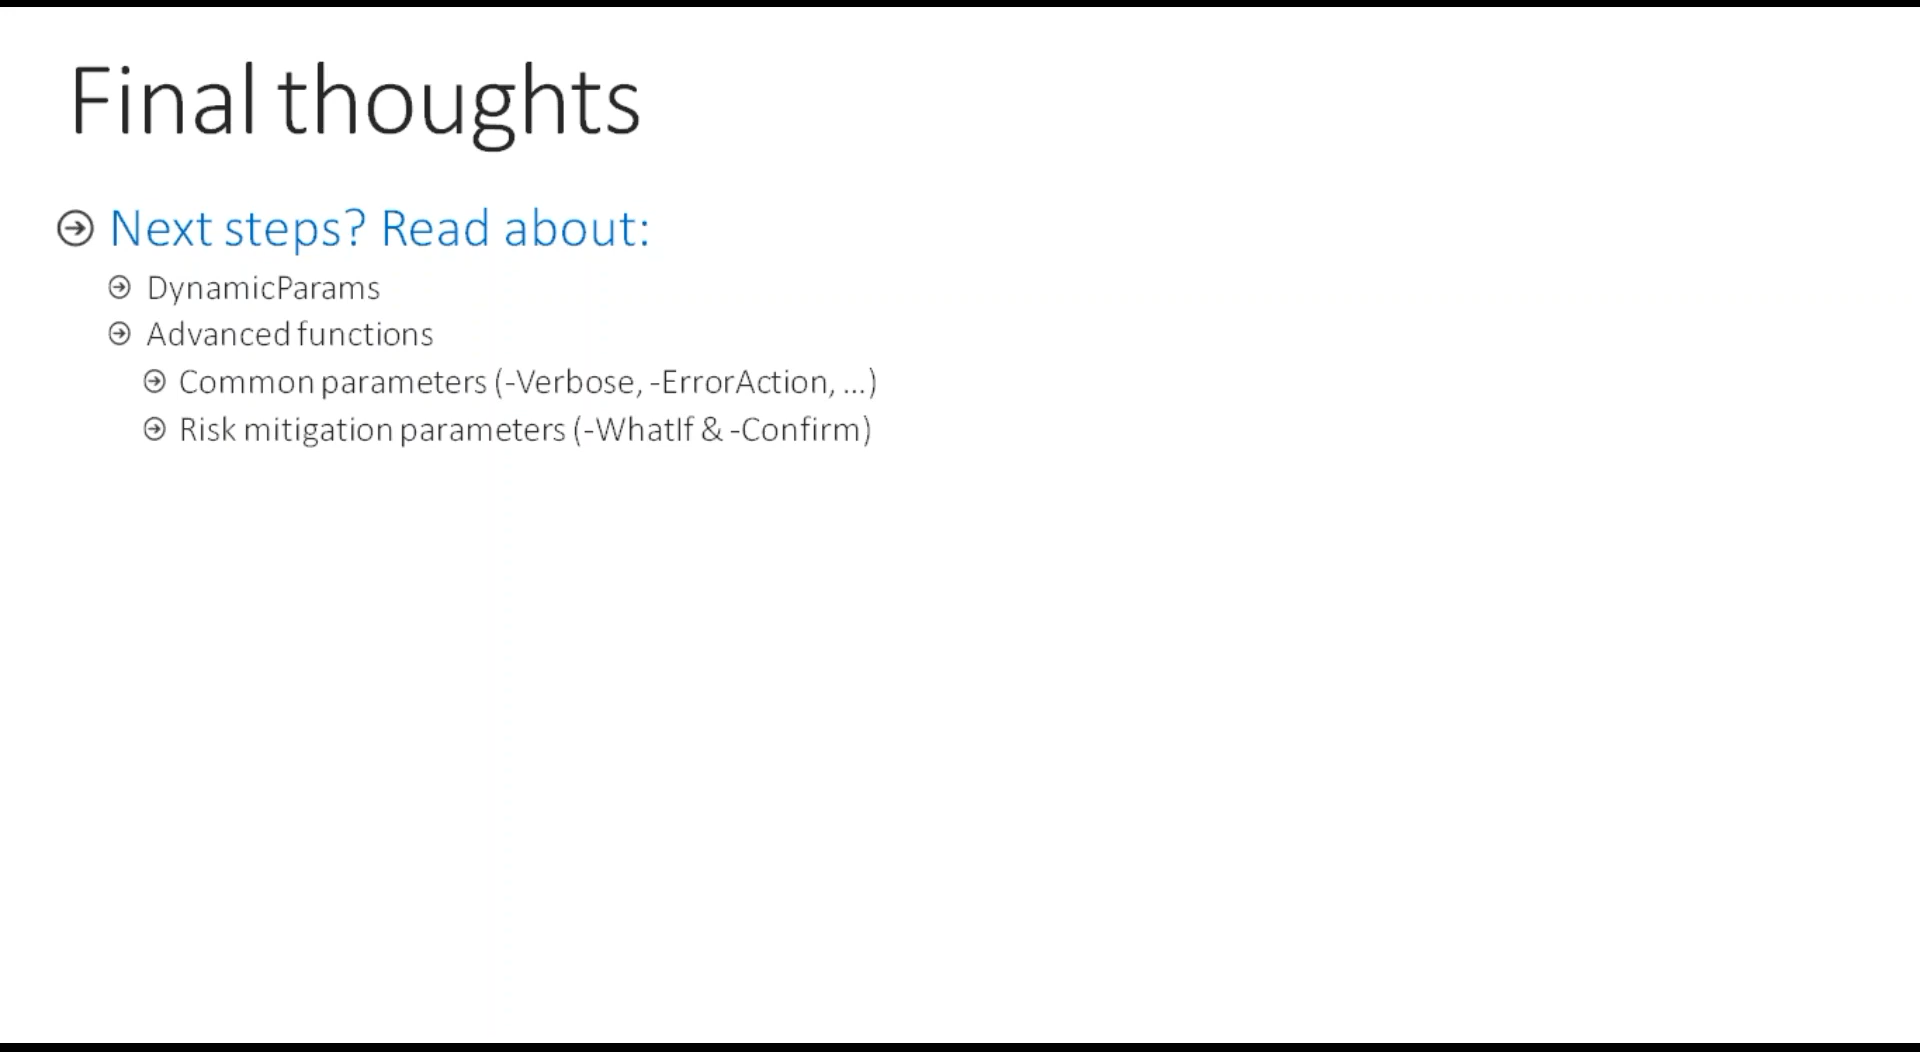 Final thoughts
Next steps? Read about:
DynamicParams
Advanced functions
Common parameters (-Verbose, -ErrorAction, ...)
Risk mitigation parameters (-WhatIf & -Confirm)